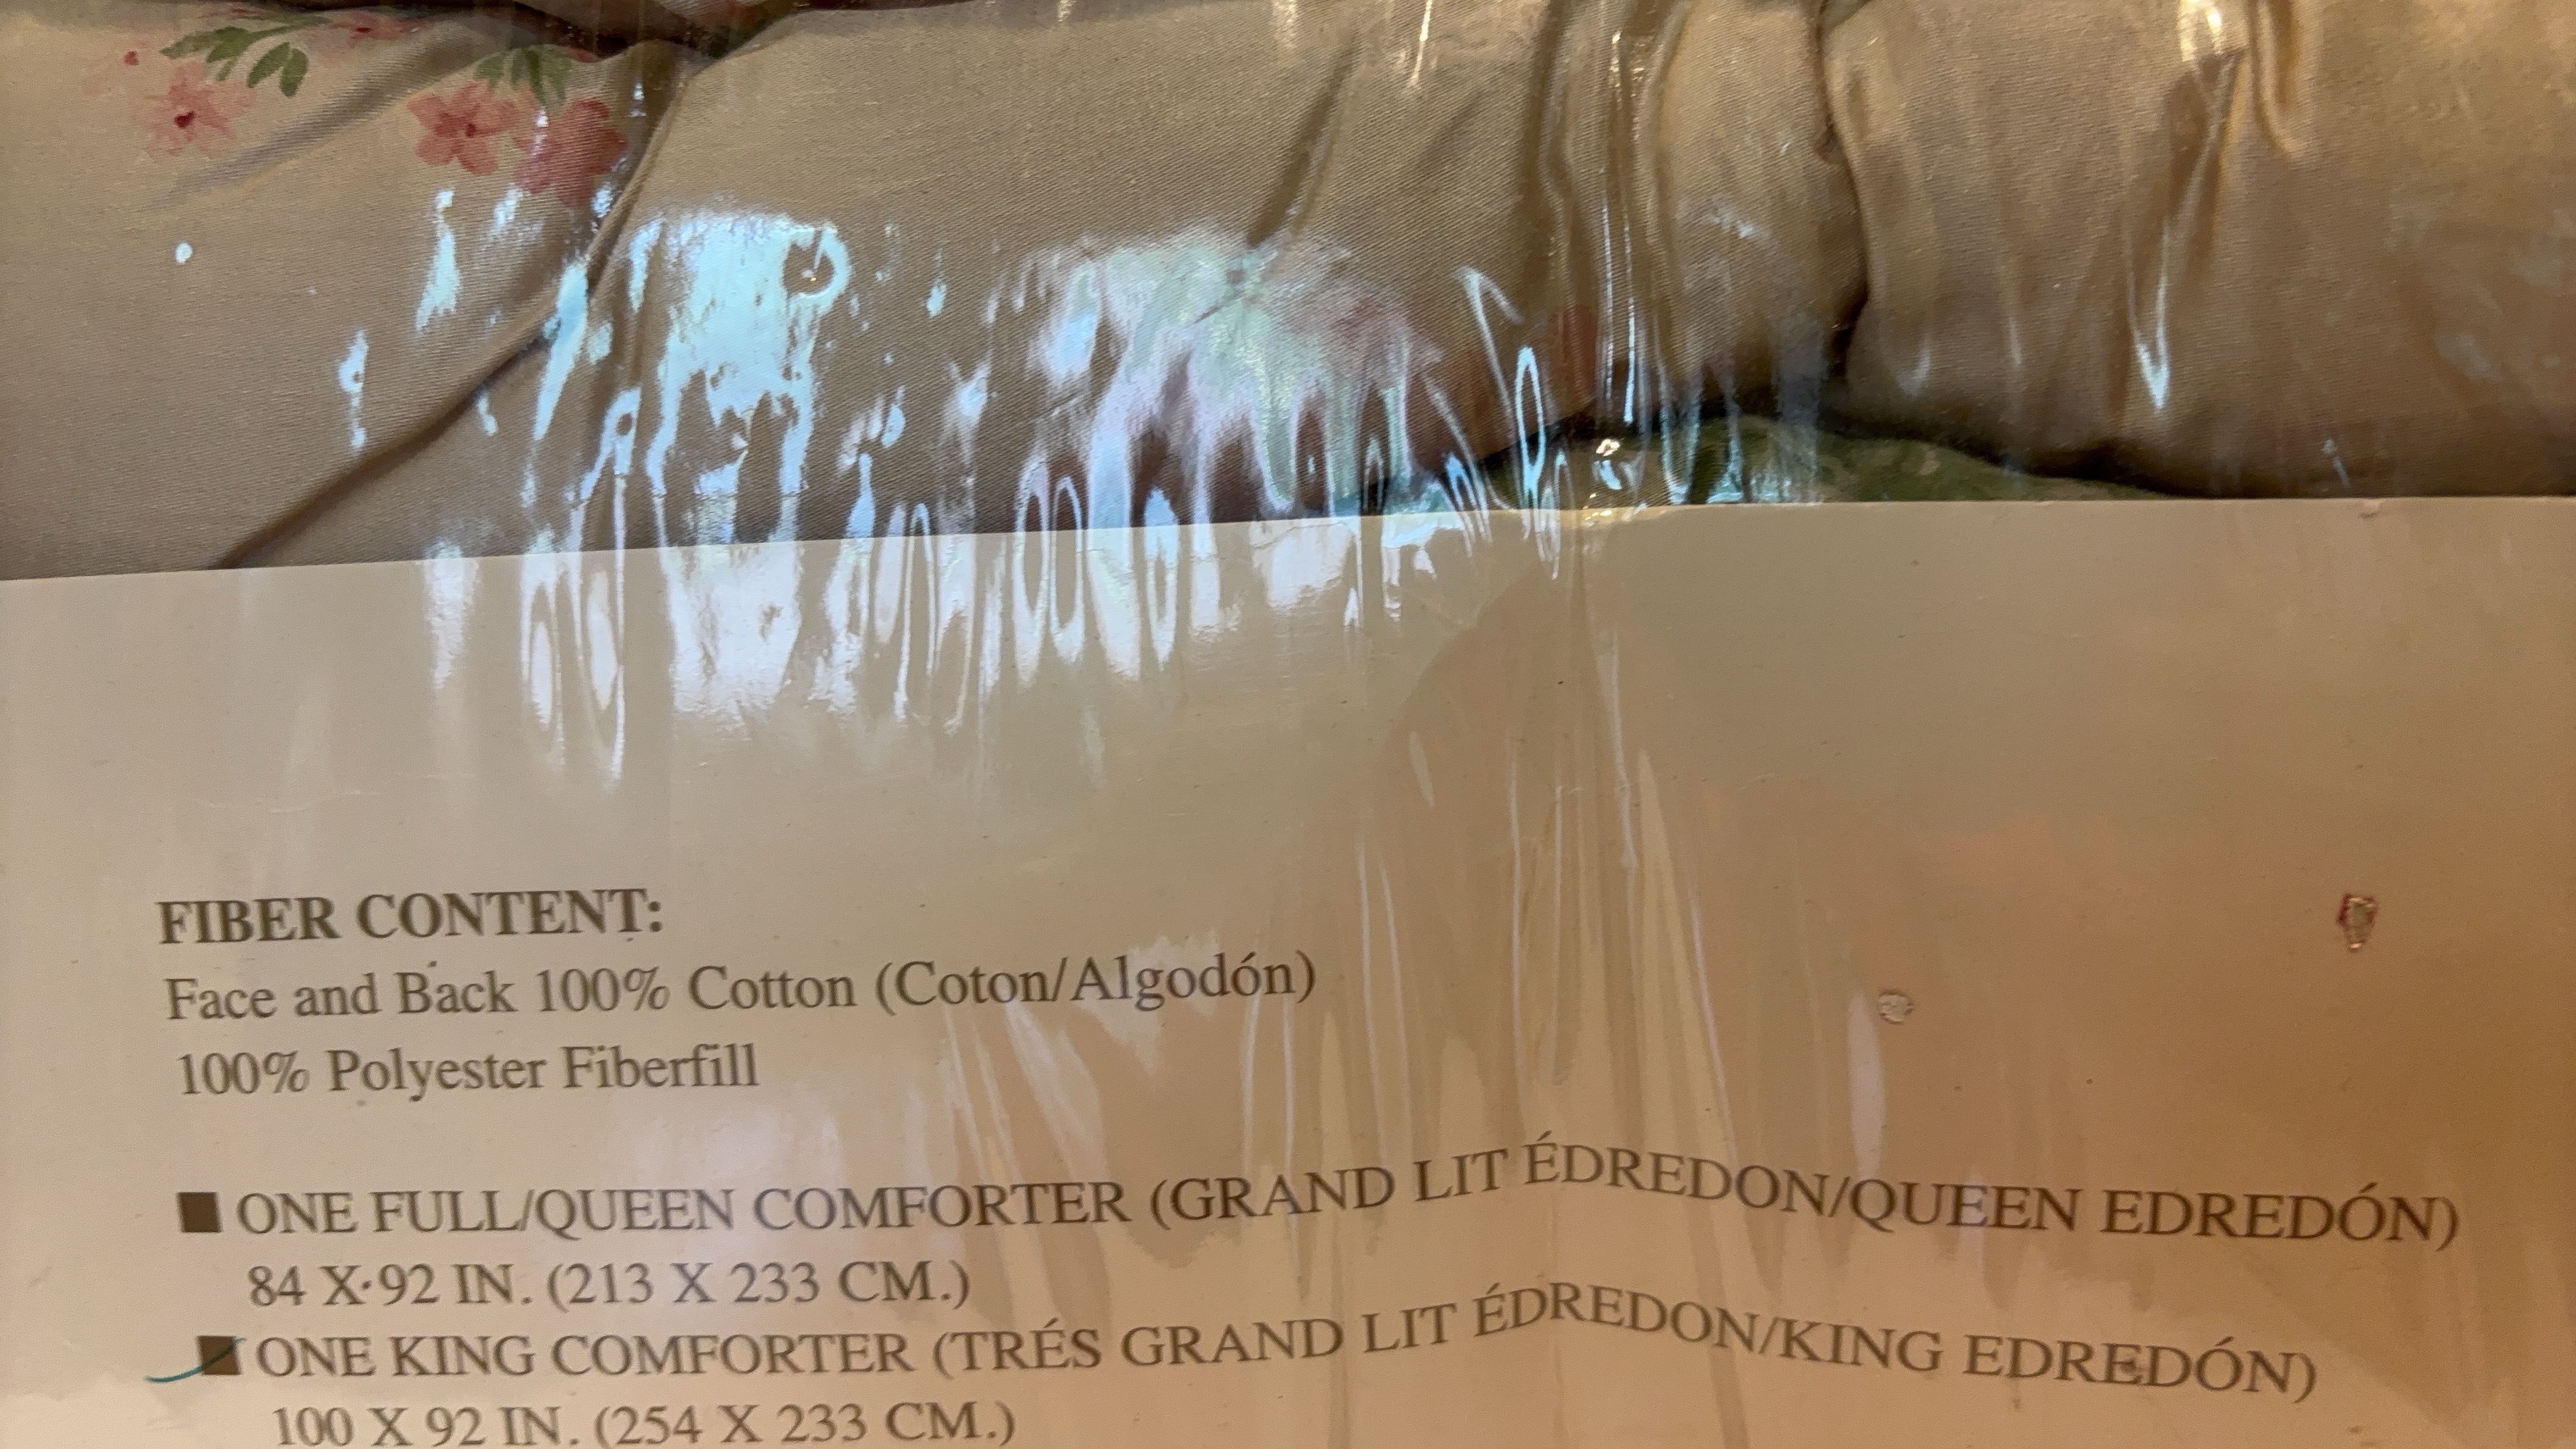 FIBER CONTENT:
Face and Back 100% Cotton (Coton/Algodón)
100% Polyester Fiberfill
■ ONE FULL/QUEEN COMFORTER (GRAND LIT ÉDREDON/QUEEN EDREDÓN)
84 X 92 IN. (213 X 233 CM.)
■ ONE KING COMFORTER (TRÉS GRAND LIT ÉDREDON/KING EDREDÓN)
100 X 92 IN. (254 X 233 CM.)